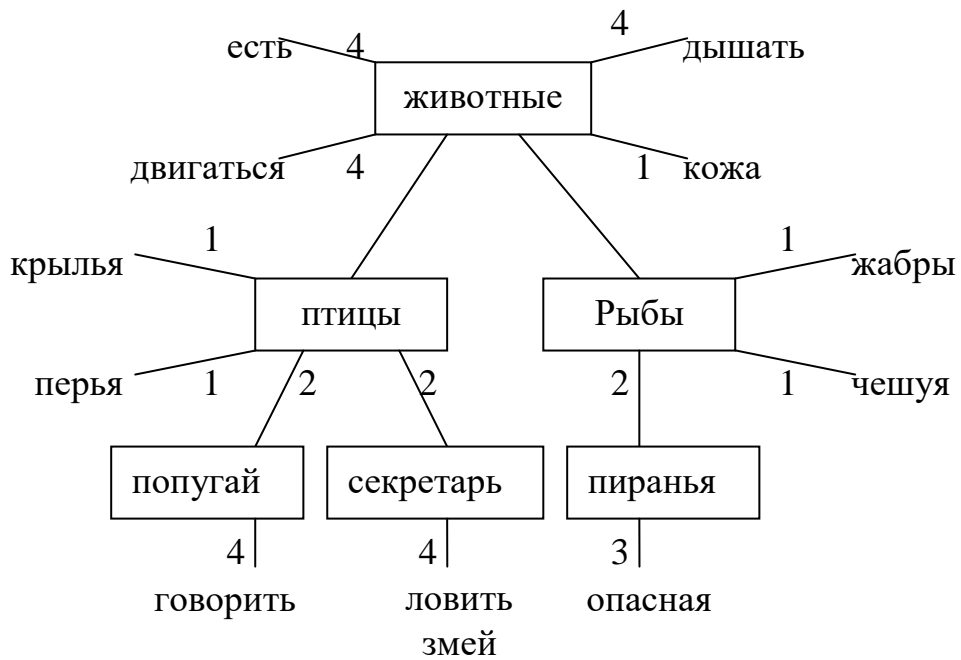 4
есть 4 дышать
животные
двигаться 4 1 кожа
1 1
крылья жабры
птицы Рыбы
перья 1 2 2 2 1 чешуя
попугай секретарь пиранья
4 4 3
говорить ловить опасная
змей